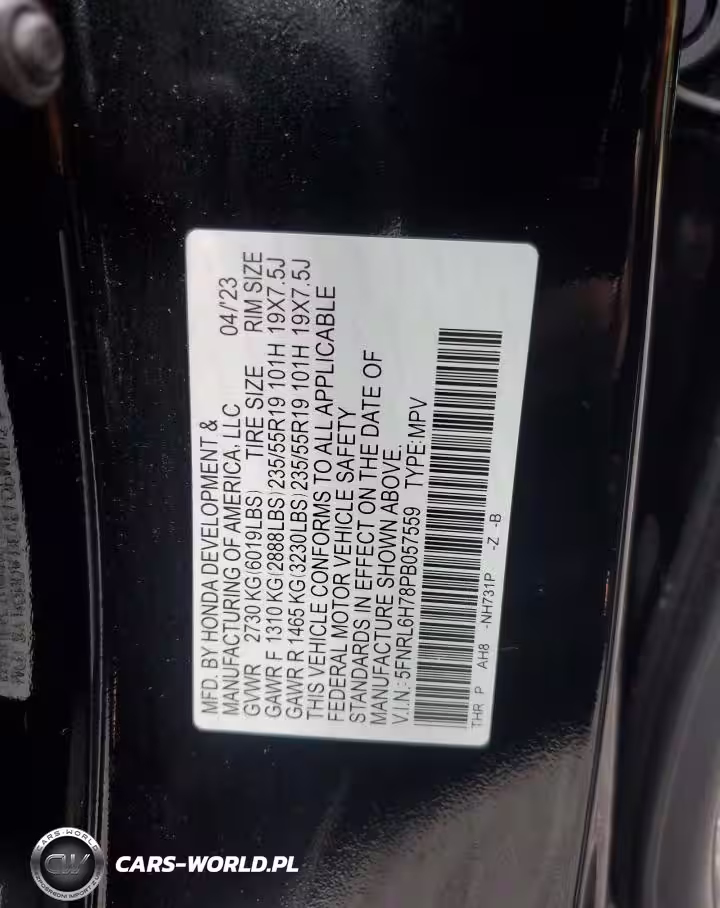 MFD. BY HONDA DEVELOPMENT &
MANUFACTURING OF AMERICA, LLC 04/'23
GVWR 2730 KG(6019LBS) TIRE SIZE RIM SIZE
GAWR F 1310 KG(2888LBS)235/55R19 101H 19X7.5J
GAWR R 1465 KG(3230LBS)235/55R19 101H 19X7.5J
THIS VEHICLE CONFORMS TO ALL APPLICABLE
FEDERAL MOTOR VEHICLE SAFETY
STANDARDS IN EFFECT ON THE DATE OF
MANUFACTURE SHOWN ABOVE.
V.I.N.: 5FNRL6H78PB057559 TYPE: MPV
THR P AH8 -NH731P -Z -B
CARS-WORLD
CW
CARS-WORLD.PL